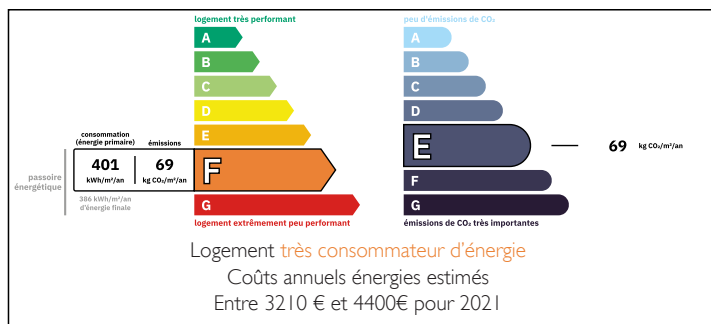 logement très performant
A
B
C
D
E
consommation
(énergie primaire)
émissions
401
kWh/m²/an
69
kg CO₂/m²/an
F
passoire
énergétique
386 kWh/m²/an
d'énergie finale
G
logement extrêmement peu performant
peu d'émissions de CO₂
A
B
C
D
E
69 kg CO₂/m²/an
F
G
émissions de CO₂ très importantes
Logement très consommateur d'énergie
Coûts annuels énergies estimés
Entre 3210 € et 4400€ pour 2021